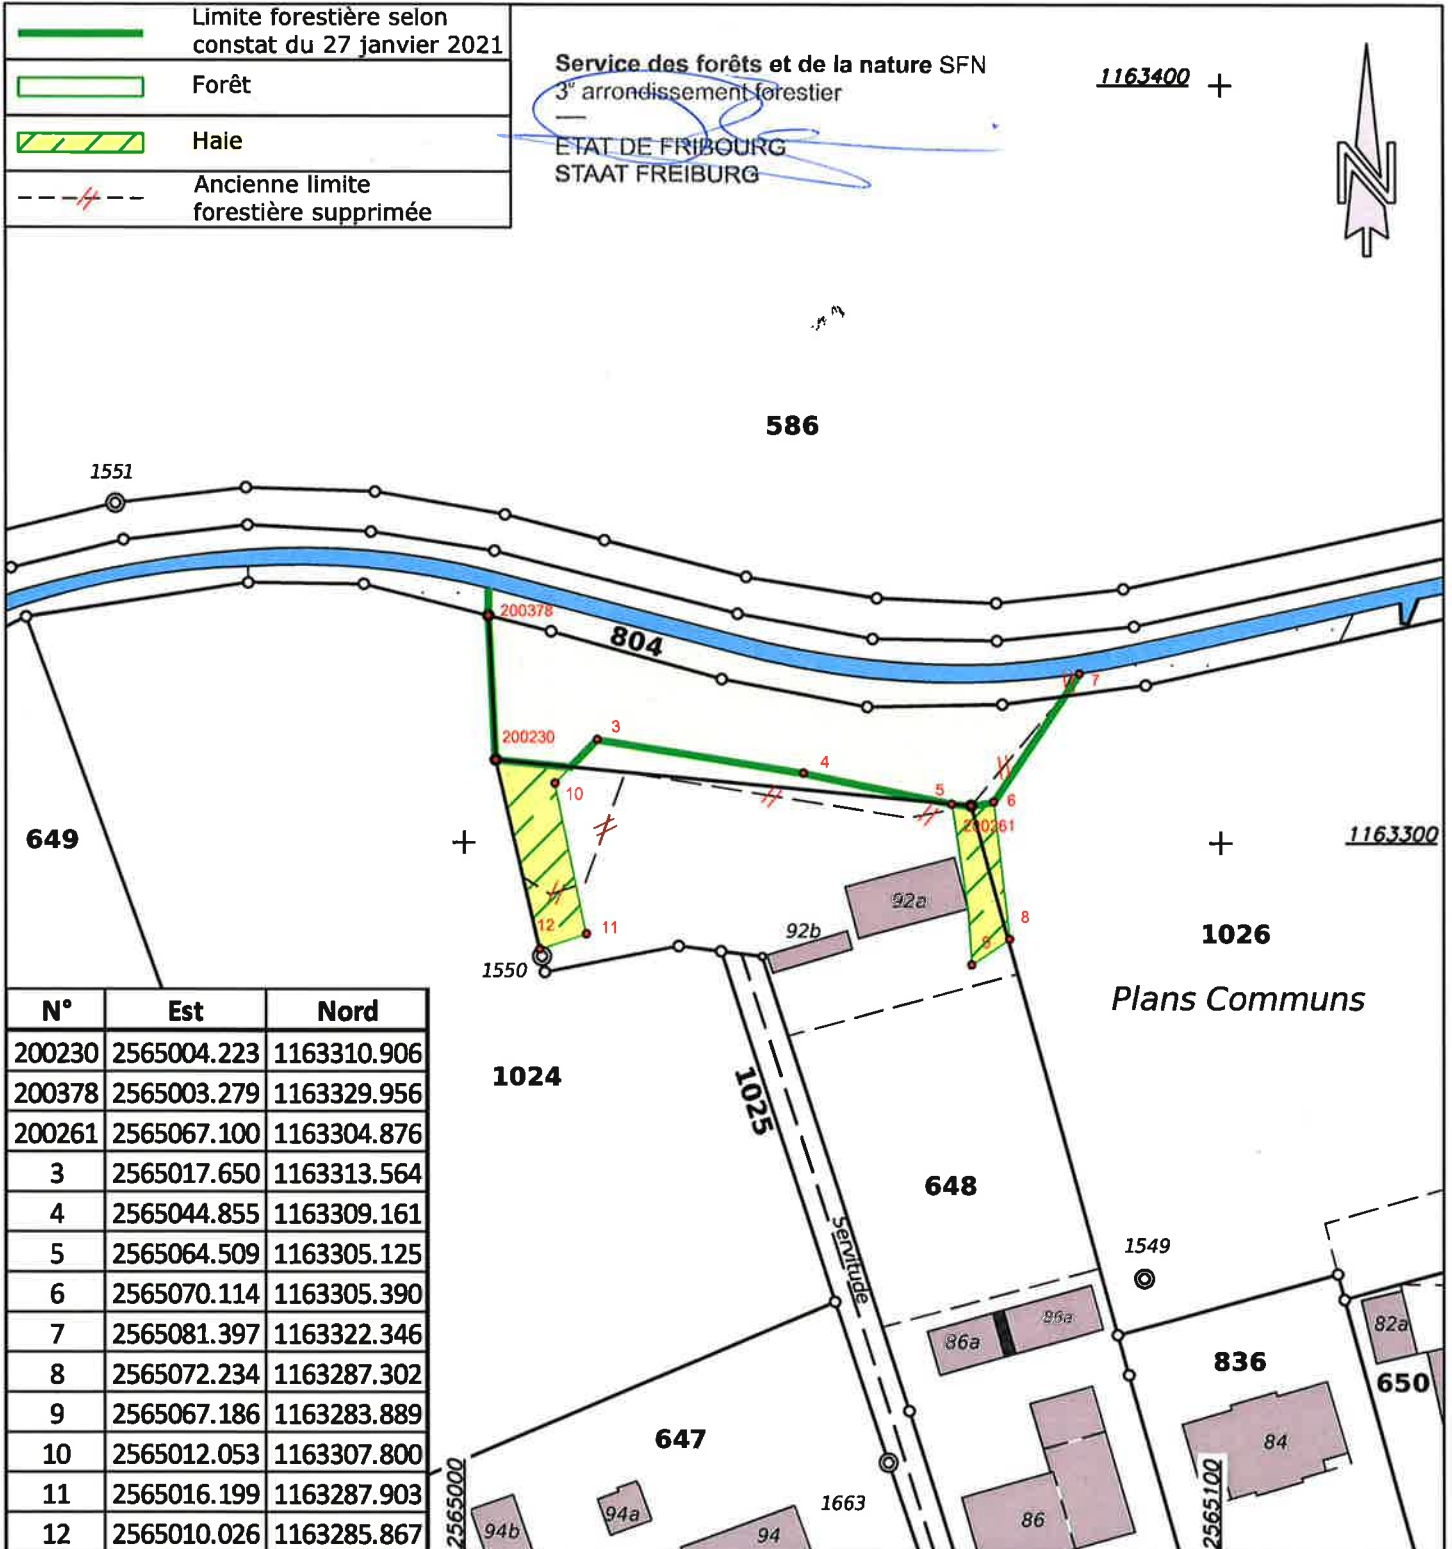 Limite forestière selon
constat du 27 janvier 2021
Forêt
Haie
Ancienne limite
forestière supprimée
Service des forêts et de la nature SFN
3e arrondissement forestier
—
ETAT DE FRIBOURG
STAAT FREIBURG
1163400
N
586
1551
200378
804
7
3
200230
4
10
5
6
200261
649
1163300
92a
12
11
92b
9
8
1026
1550
Plans Communs
N° Est Nord
200230 2565004.223 1163310.906
200378 2565003.279 1163329.956
200261 2565067.100 1163304.876
3 2565017.650 1163313.564
4 2565044.855 1163309.161
5 2565064.509 1163305.125
6 2565070.114 1163305.390
7 2565081.397 1163322.346
8 2565072.234 1163287.302
9 2565067.186 1163283.889
10 2565012.053 1163307.800
11 2565016.199 1163287.903
12 2565010.026 1163285.867
1024
1025
648
Servitude
1549
86a
86a
82a
836
650
647
84
2565000
2565100
1663
94b
94a
94
86